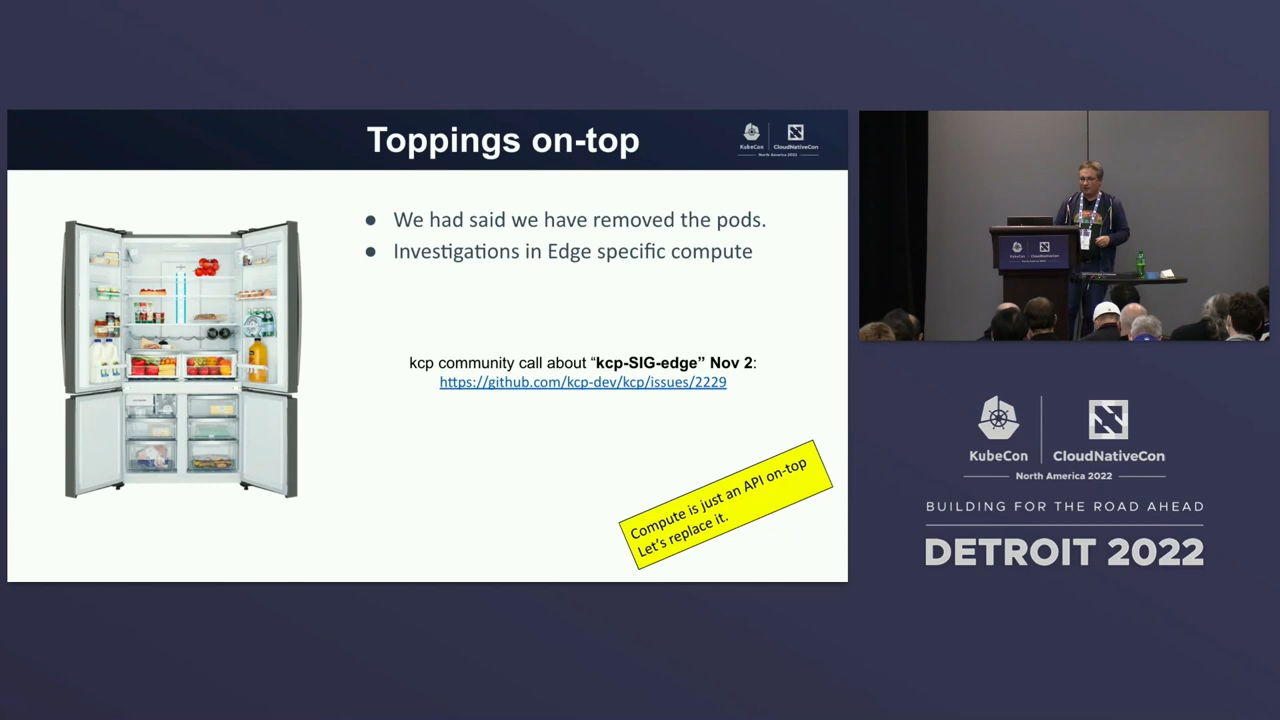 Toppings on-top
KubeCon
CloudNativeCon
North America 2022
● We had said we have removed the pods.
● Investigations in Edge specific compute
kcp community call about “kcp-SIG-edge” Nov 2:
https://github.com/kcp-dev/kcp/issues/2229
Compute is just an API on-top
Let's replace it.
KubeCon
CloudNativeCon
North America 2022
BUILDING FOR THE ROAD AHEAD
DETROIT 2022